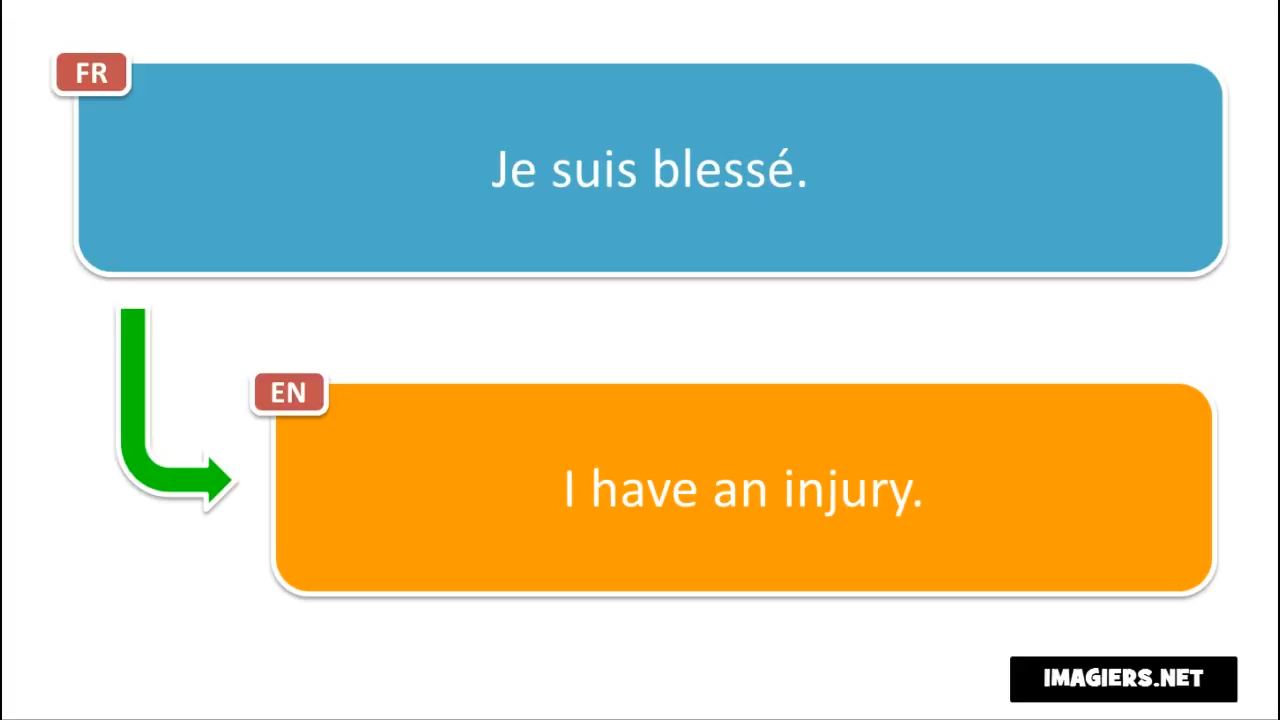 FR
Je suis blessé.
EN
I have an injury.
IMAGIERS.NET